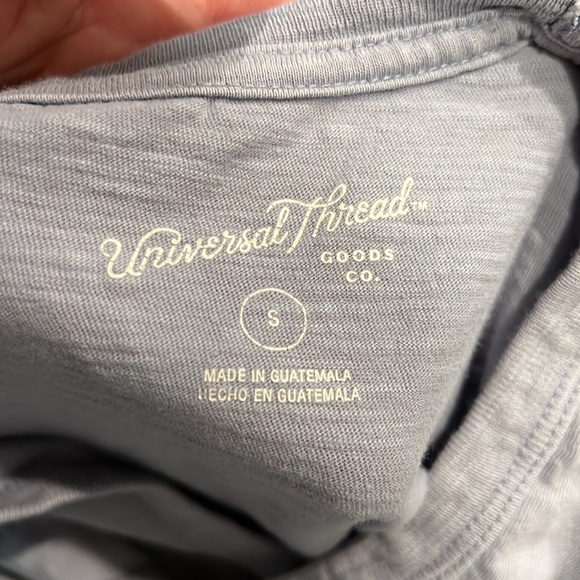 Universal Thread™
GOODS
CO.
S
MADE IN GUATEMALA
HECHO EN GUATEMALA